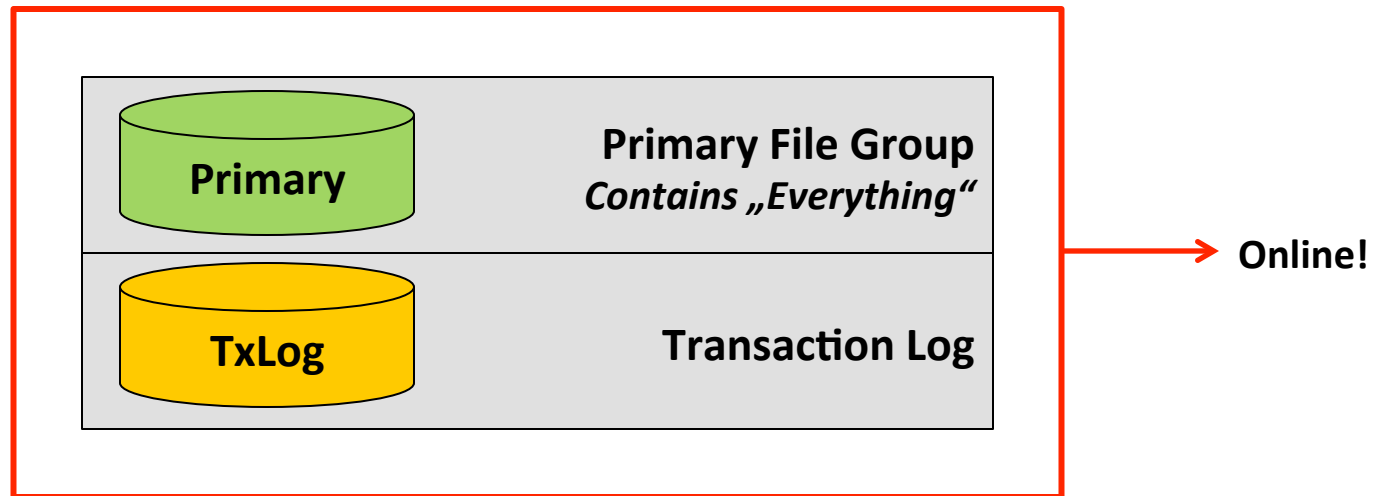 Primary
Primary File Group
Contains „Everything“
Online!
TxLog
Transaction Log